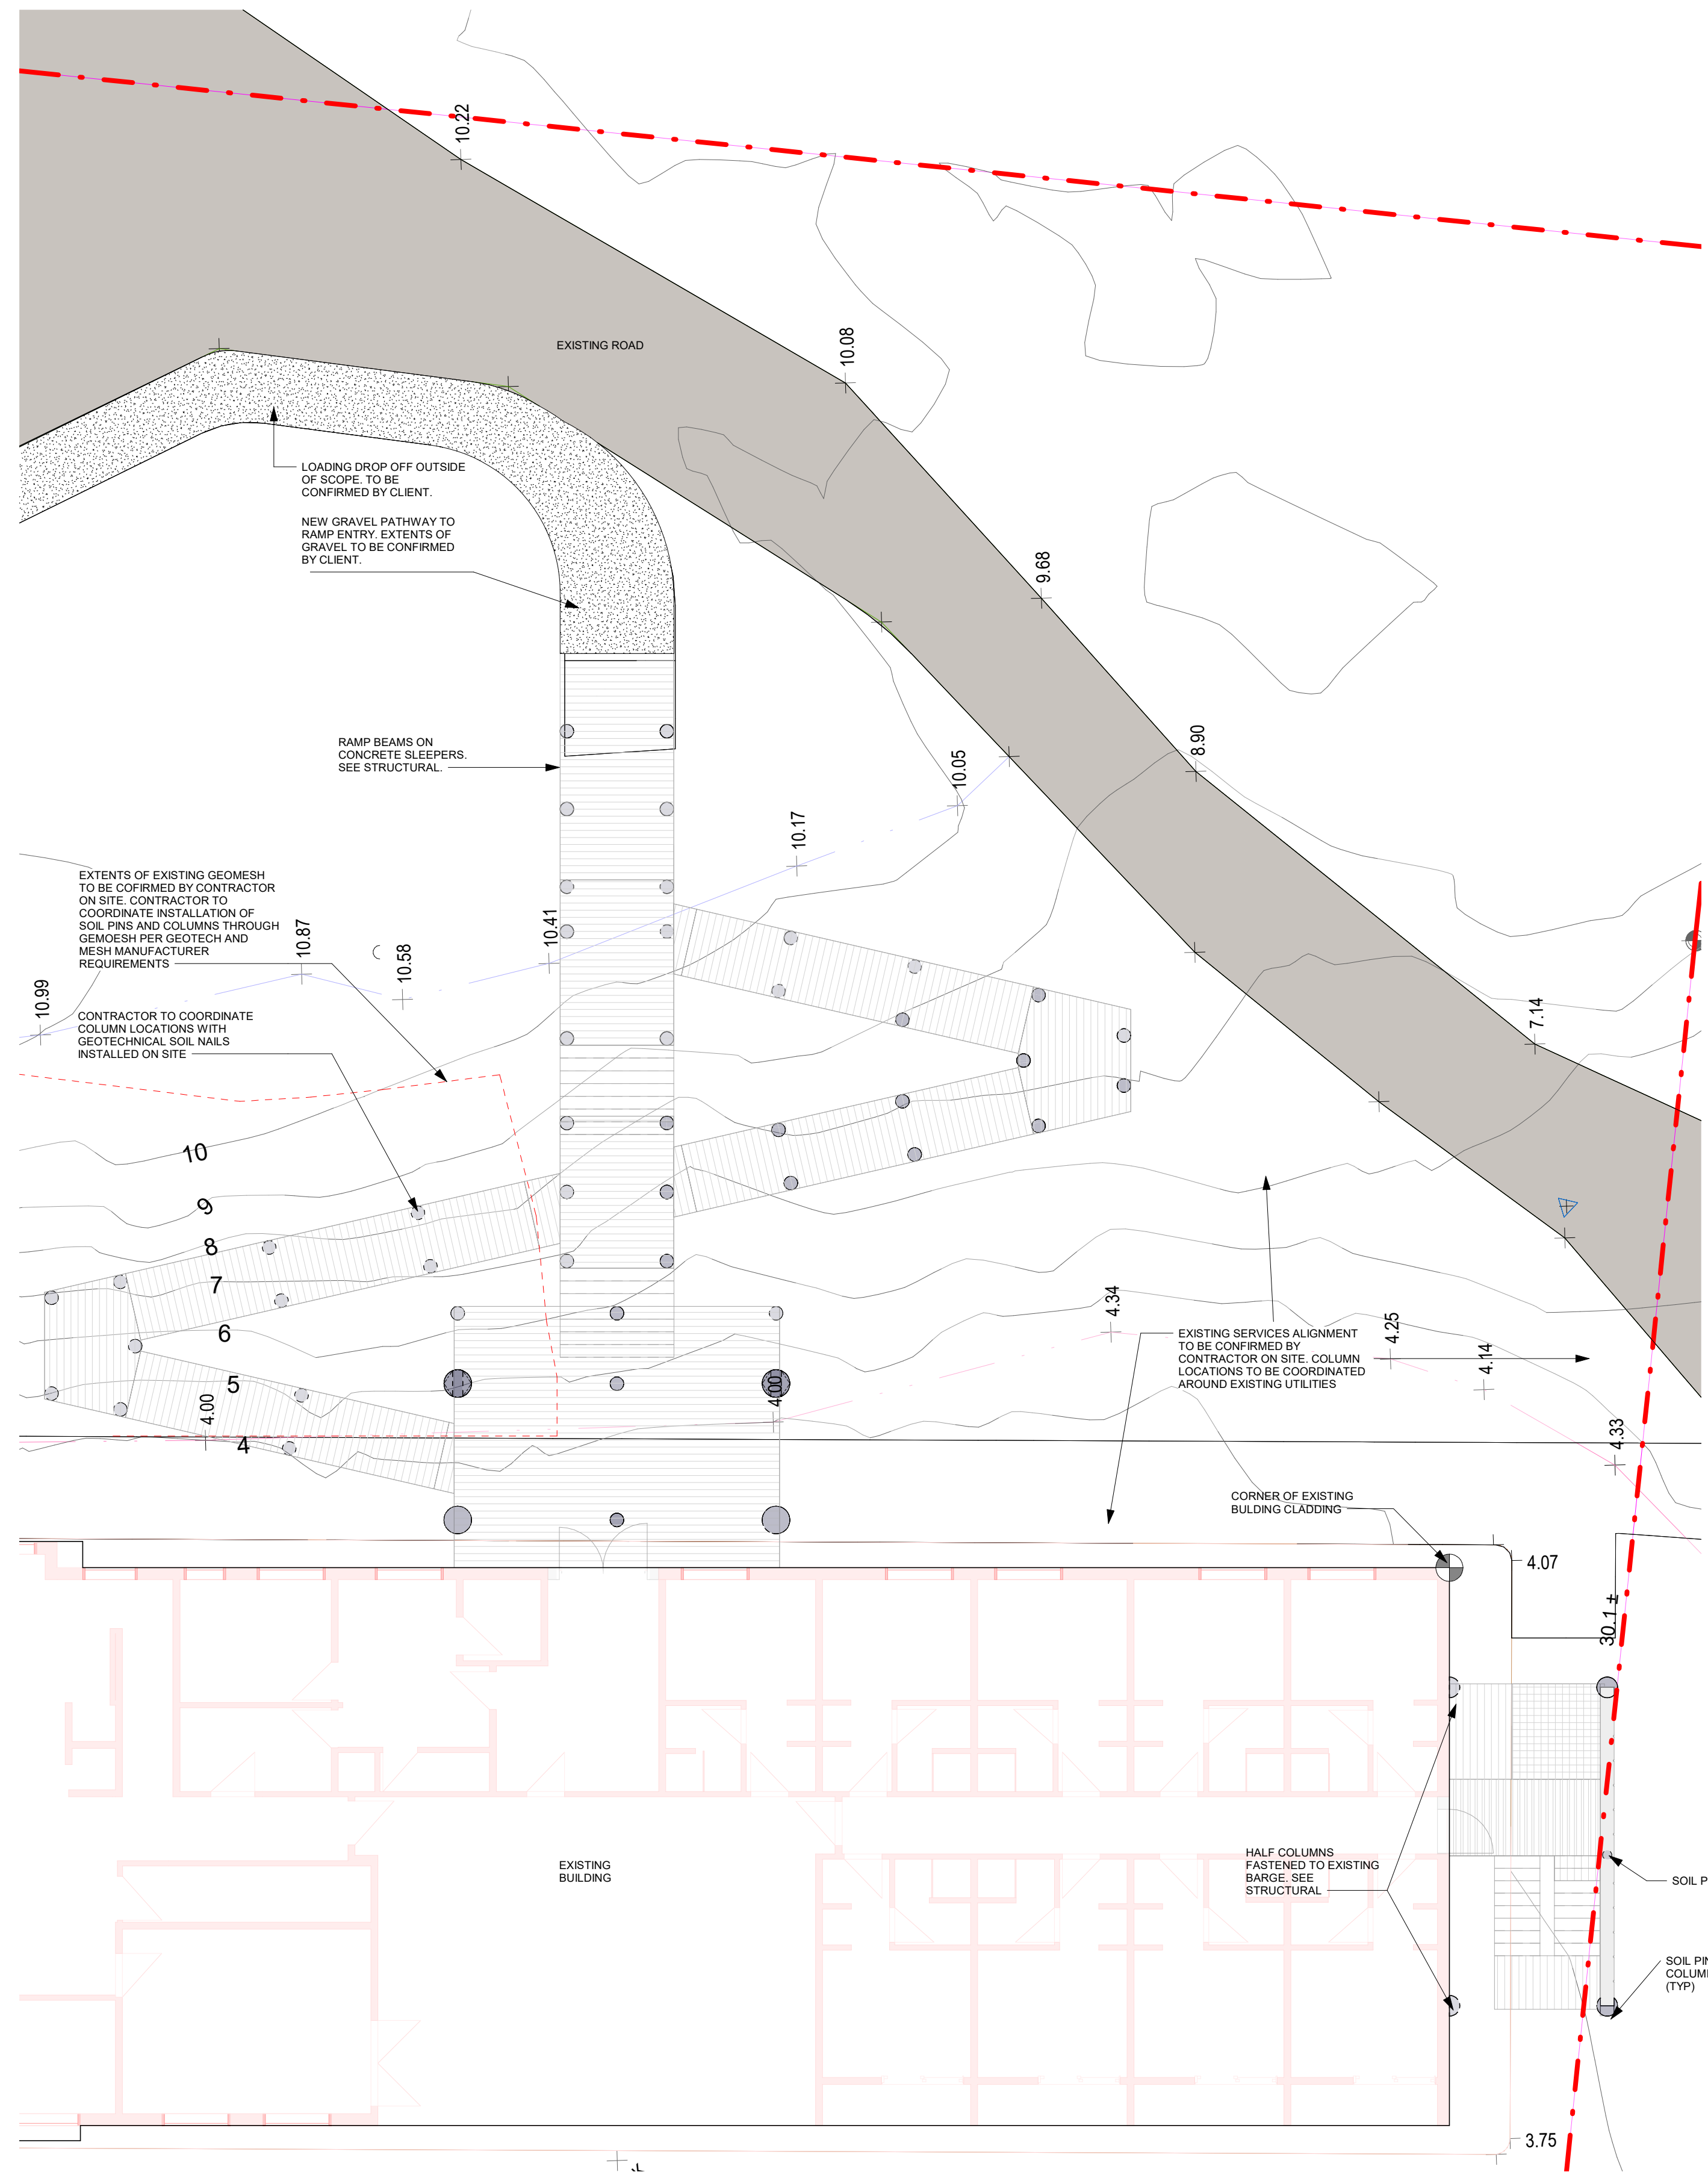 10.22
EXISTING ROAD
10.08
LOADING DROP OFF OUTSIDE
OF SCOPE. TO BE
CONFIRMED BY CLIENT.
NEW GRAVEL PATHWAY TO
RAMP ENTRY. EXTENTS OF
GRAVEL TO BE CONFIRMED
BY CLIENT.
9.68
RAMP BEAMS ON
CONCRETE SLEEPERS.
SEE STRUCTURAL.
8.90
10.05
10.17
EXTENTS OF EXISTING GEOMESH
TO BE COFIRMED BY CONTRACTOR
ON SITE. CONTRACTOR TO
COORDINATE INSTALLATION OF
SOIL PINS AND COLUMNS THROUGH
GEMOESH PER GEOTECH AND
MESH MANUFACTURER
REQUIREMENTS
10.87
10.58
10.41
10.99
7.14
CONTRACTOR TO COORDINATE
COLUMN LOCATIONS WITH
GEOTECHNICAL SOIL NAILS
INSTALLED ON SITE
10
9
8
7
6
5
4
4.00
4.00
4.34
EXISTING SERVICES ALIGNMENT
TO BE CONFIRMED BY
CONTRACTOR ON SITE. COLUMN
LOCATIONS TO BE COORDINATED
AROUND EXISTING UTILITIES
4.25
4.14
4.33
CORNER OF EXISTING
BULDING CLADDING
4.07
30.1 ±
EXISTING
BUILDING
HALF COLUMNS
FASTENED TO EXISTING
BARGE. SEE
STRUCTURAL
SOIL P
SOIL PIN
COLUM
(TYP)
3.75